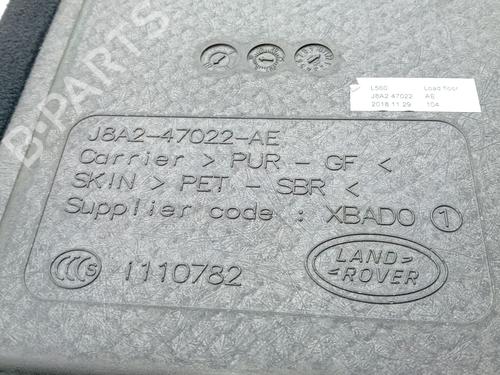 B-PARTS
L560 Load floor
J8A2 47022 AE
2018.11.29 104
J8A2-47022-AE
Carrier > PUR - GF <
SKIN > PET - SBR <
Supplier code : XBADO 1
CCC S 1110782
LAND
ROVER